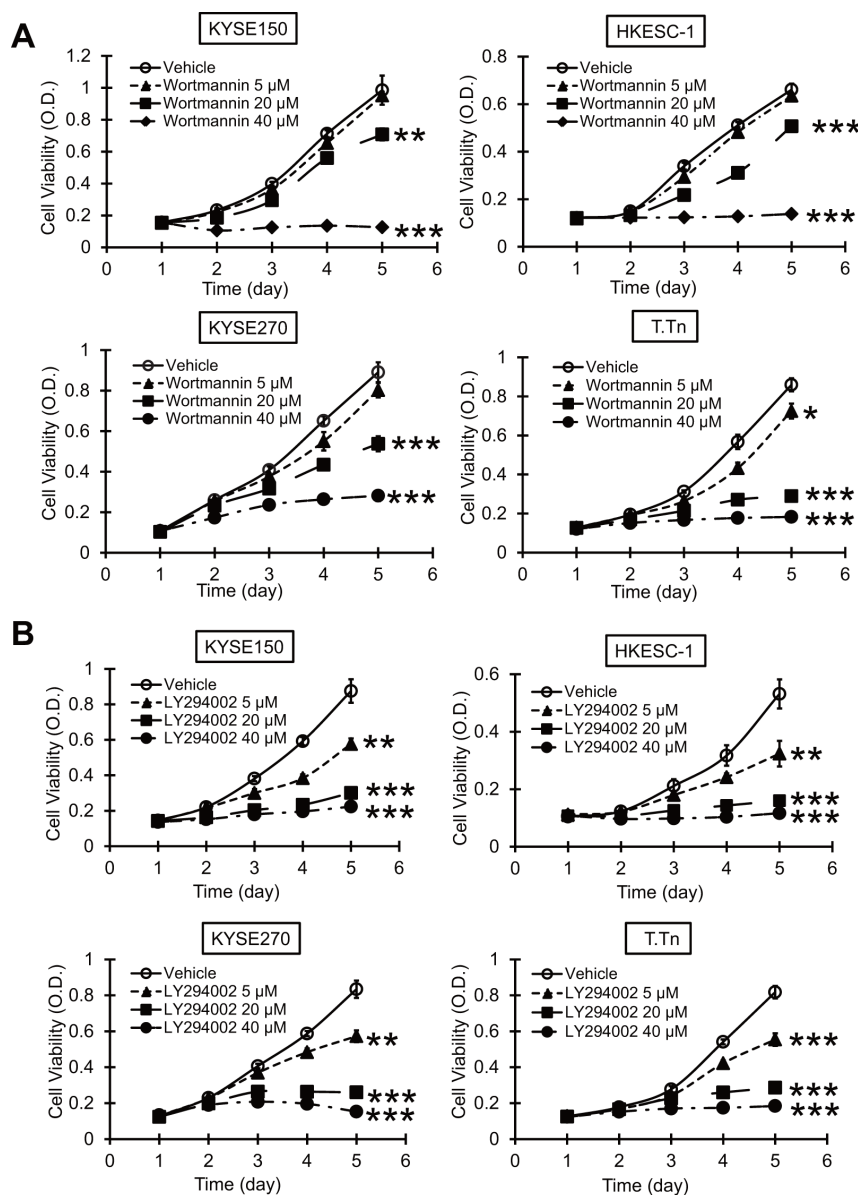 A
KYSE150
Cell Viability (O.D.)
1.2
1
0.8
0.6
0.4
0.2
0
Vehicle
Wortmannin 5 μM
Wortmannin 20 μM
Wortmannin 40 μM
**
***
0 1 2 3 4 5 6
Time (day)
HKESC-1
Cell Viability (O.D.)
0.8
0.6
0.4
0.2
0
Vehicle
Wortmannin 5 μM
Wortmannin 20 μM
Wortmannin 40 μM
***
***
0 1 2 3 4 5 6
Time (day)
KYSE270
Cell Viability (O.D.)
1
0.8
0.6
0.4
0.2
0
Vehicle
Wortmannin 5 μM
Wortmannin 20 μM
Wortmannin 40 μM
***
***
0 1 2 3 4 5 6
Time (day)
T.Tn
Cell Viability (O.D.)
1
0.8
0.6
0.4
0.2
0
Vehicle
Wortmannin 5 μM
Wortmannin 20 μM
Wortmannin 40 μM
*
***
***
0 1 2 3 4 5 6
Time (day)
B
KYSE150
Cell Viability (O.D.)
1
0.8
0.6
0.4
0.2
0
Vehicle
LY294002 5 μM
LY294002 20 μM
LY294002 40 μM
**
***
***
0 1 2 3 4 5 6
Time (day)
HKESC-1
Cell Viability (O.D.)
0.6
0.4
0.2
0
Vehicle
LY294002 5 μM
LY294002 20 μM
LY294002 40 μM
**
***
***
0 1 2 3 4 5 6
Time (day)
KYSE270
Cell Viability (O.D.)
1
0.8
0.6
0.4
0.2
0
Vehicle
LY294002 5 μM
LY294002 20 μM
LY294002 40 μM
**
***
***
0 1 2 3 4 5 6
Time (day)
T.Tn
Cell Viability (O.D.)
1
0.8
0.6
0.4
0.2
0
Vehicle
LY294002 5 μM
LY294002 20 μM
LY294002 40 μM
***
***
***
0 1 2 3 4 5 6
Time (day)